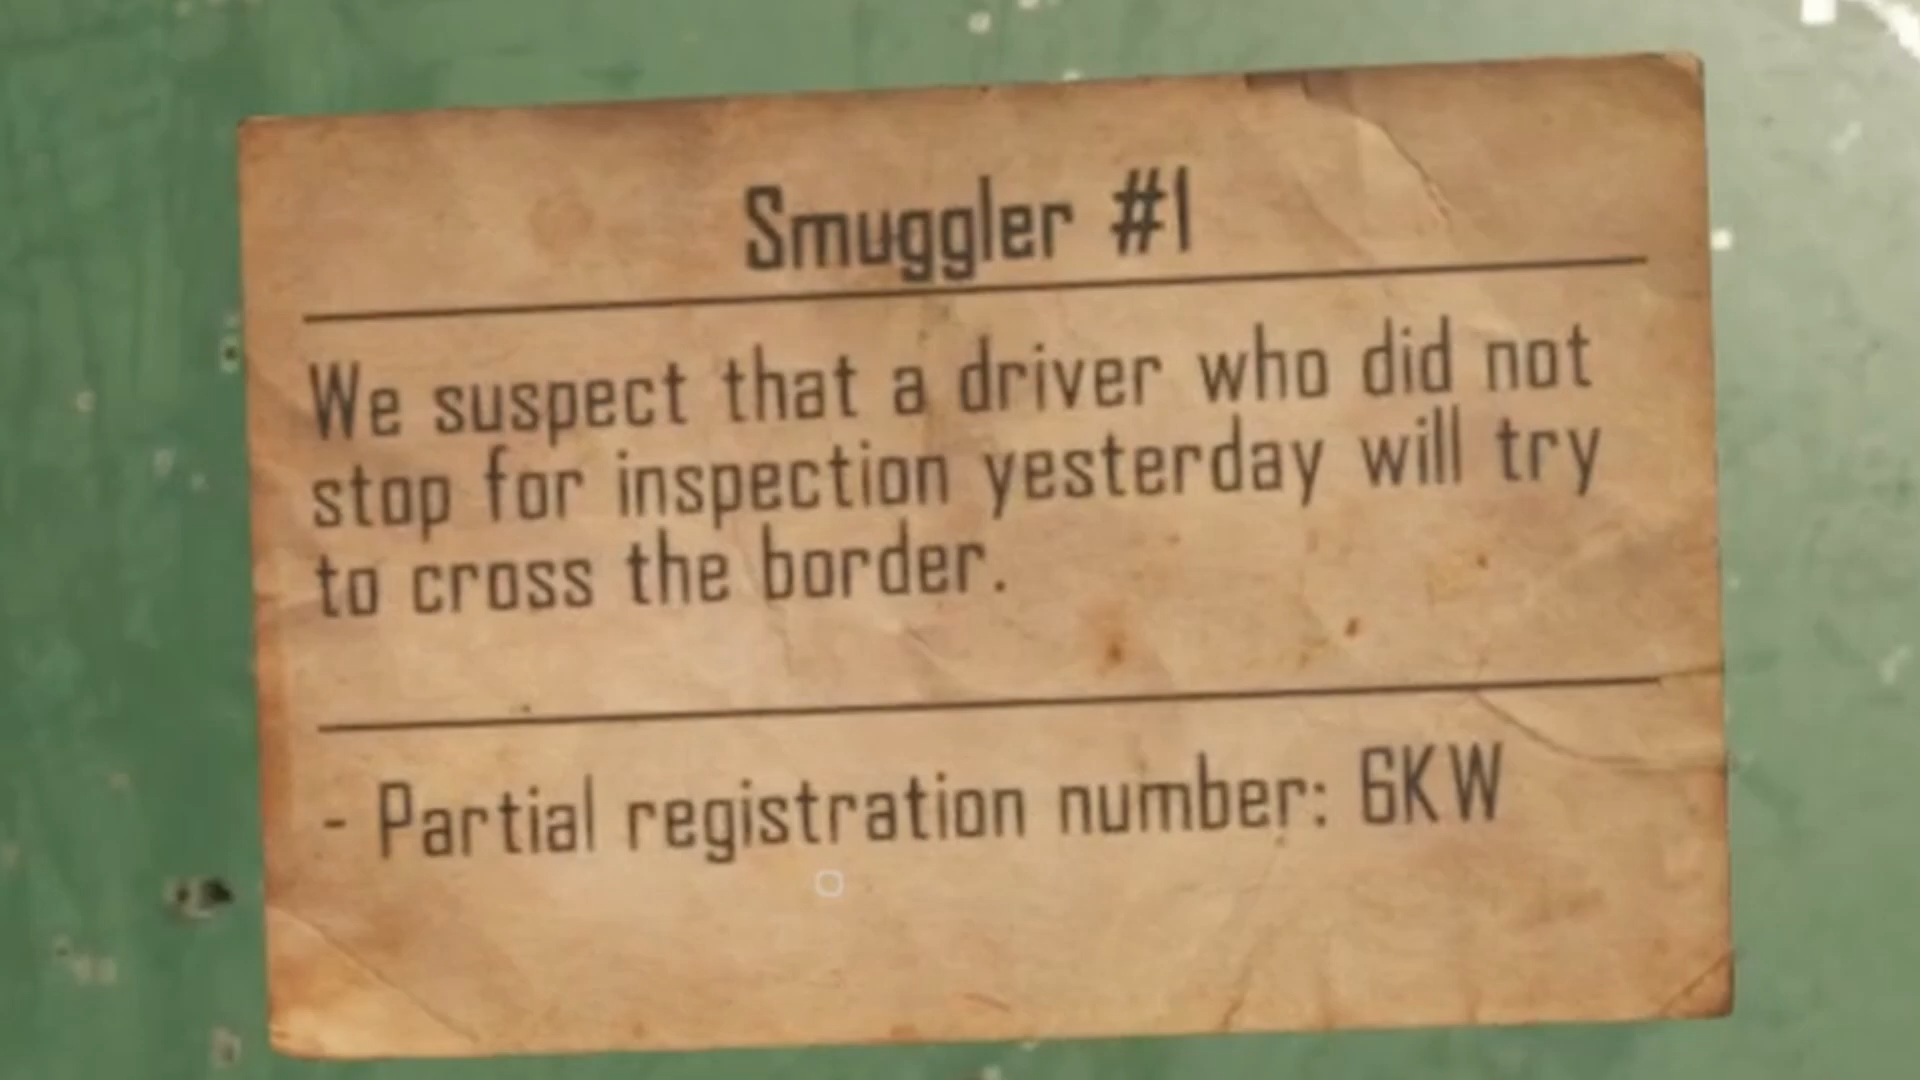 Smuggler #1
We suspect that a driver who did not
stop for inspection yesterday will try
to cross the border.
- Partial registration number: 6KW